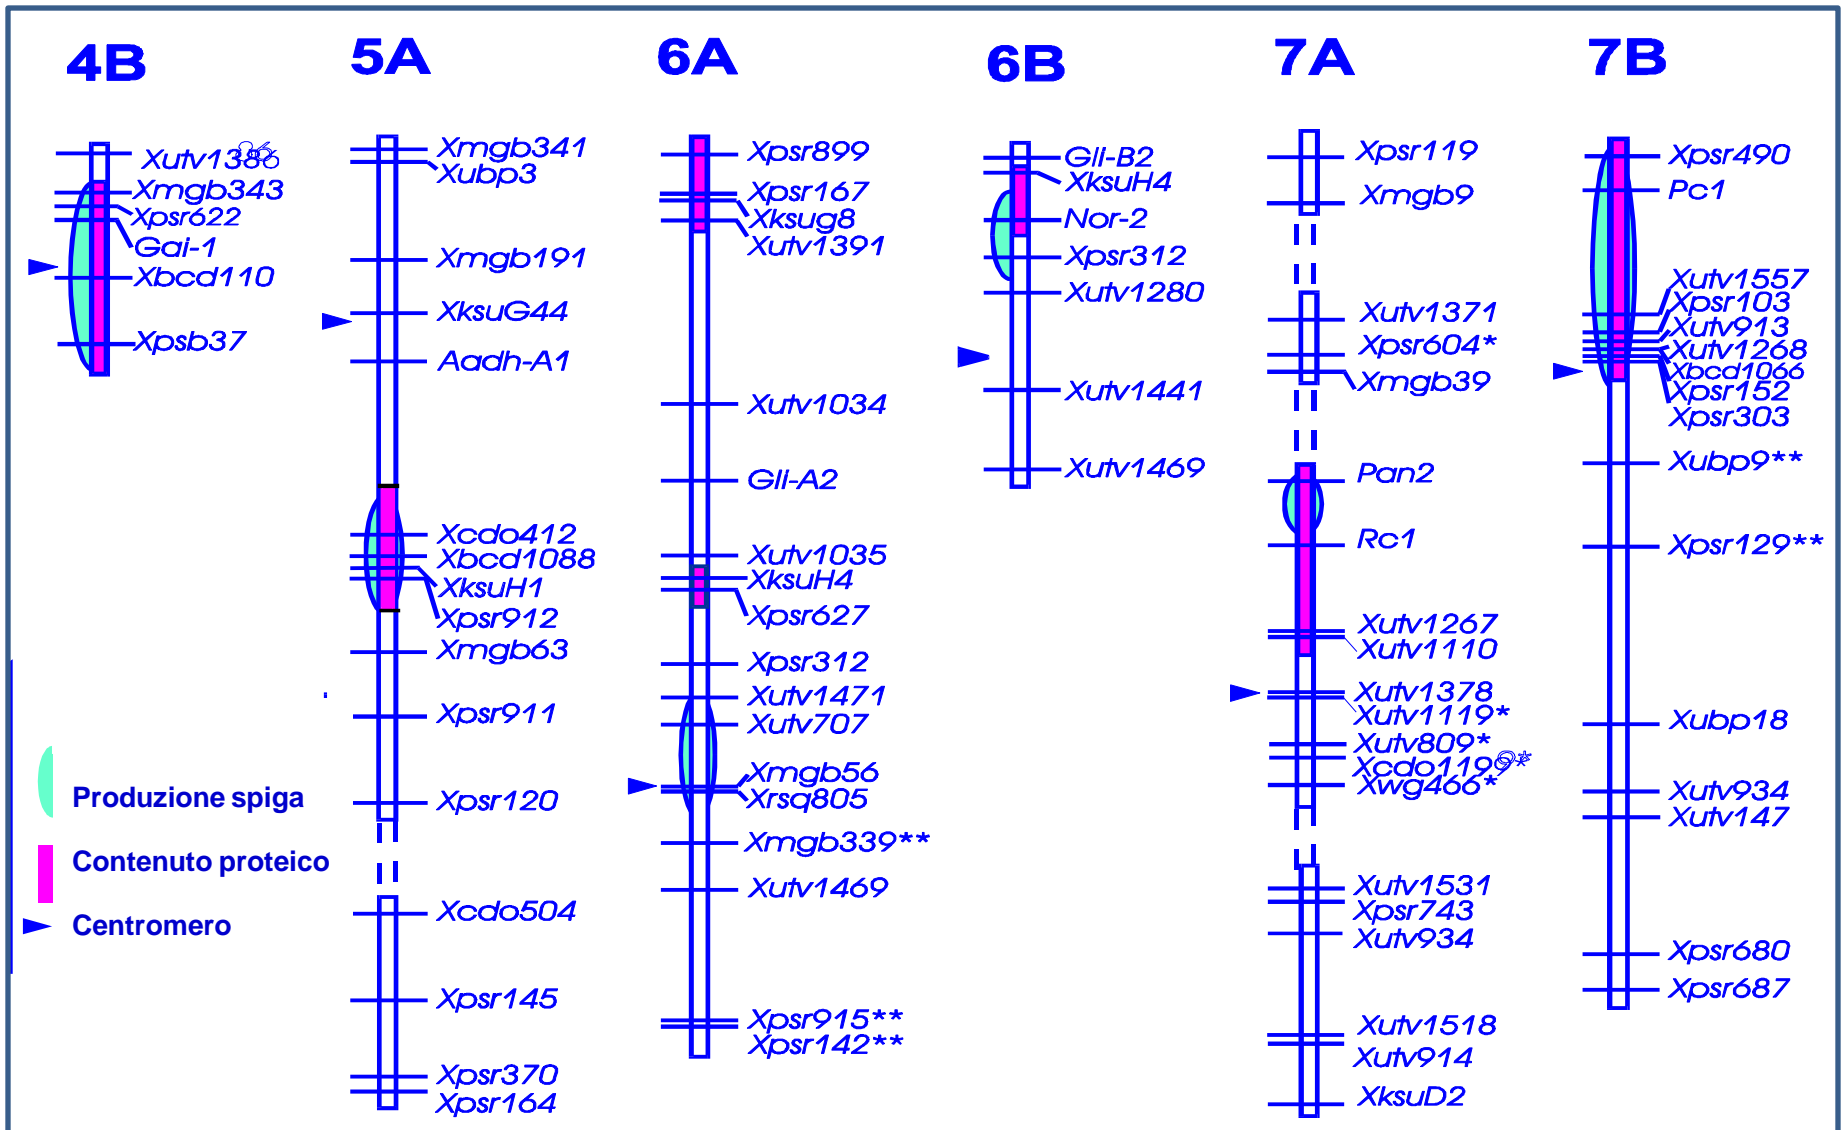 4B
Xutv1386
Xmgb343
Xpsr622
Gai-1
Xbcd110
Xpsb37
5A
Xmgb341
Xubp3
Xmgb191
XksuG44
Aadh-A1
Xcdo412
Xbcd1088
XksuH1
Xpsr912
Xmgb63
Xpsr911
Xpsr120
Xcdo504
Xpsr145
Xpsr370
Xpsr164
6A
Xpsr899
Xpsr167
Xksug8
Xutv1391
Xutv1034
Gli-A2
Xutv1035
XksuH4
Xpsr627
Xpsr312
Xutv1471
Xutv707
Xmgb56
Xrsq805
Xmgb339**
Xutv1469
Xpsr915**
Xpsr142**
6B
Gli-B2
XksuH4
Nor-2
Xpsr312
Xutv1280
Xutv1441
Xutv1469
7A
Xpsr119
Xmgb9
Xutv1371
Xpsr604*
Xmgb39
Pan2
Rc1
Xutv1267
Xutv1110
Xutv1378
Xutv1119*
Xutv809*
Xcdo1199*
Xwg466*
Xutv1531
Xpsr743
Xutv934
Xutv1518
Xutv914
XksuD2
7B
Xpsr490
Pc1
Xutv1557
Xpsr103
Xutv913
Xutv1268
Xbcd1066
Xpsr152
Xpsr303
Xubp9**
Xpsr129**
Xubp18
Xutv934
Xutv147
Xpsr680
Xpsr687
Produzione spiga
Contenuto proteico
Centromero